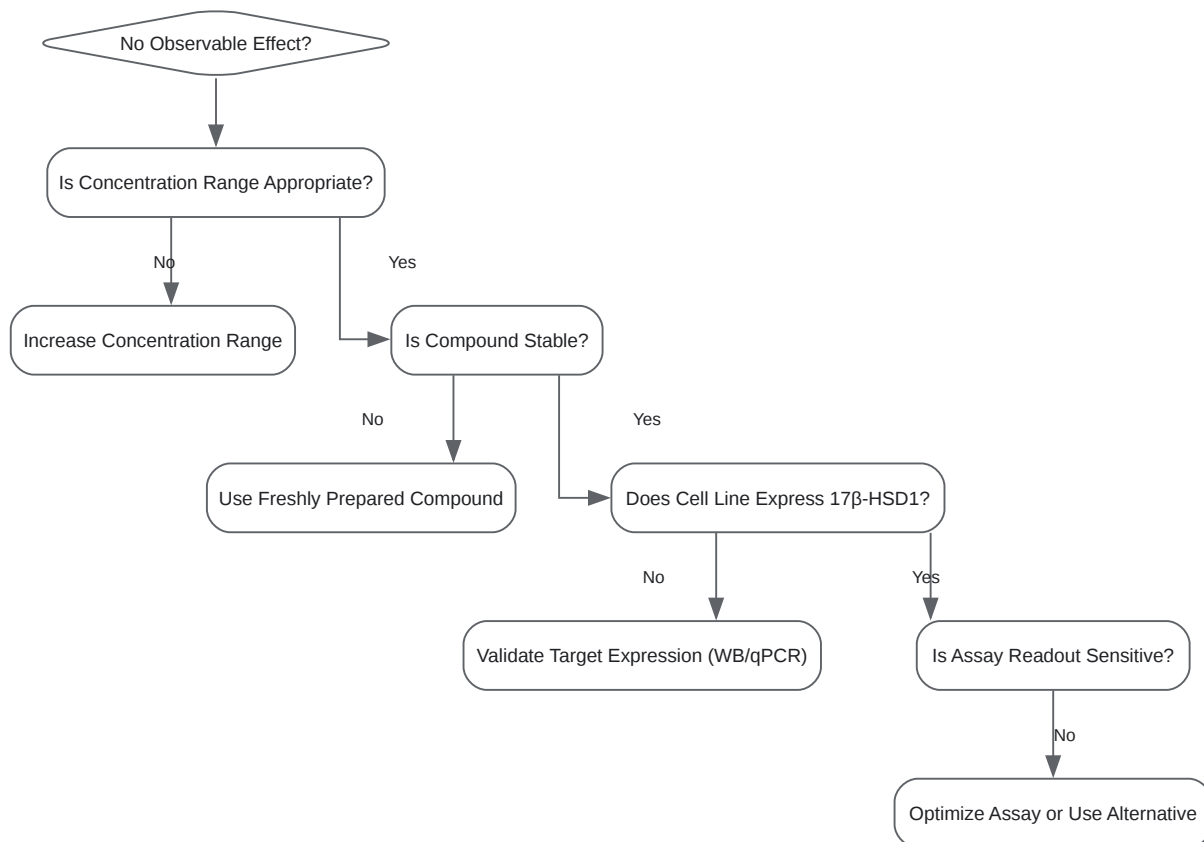 No Observable Effect?
Is Concentration Range Appropriate?
No
Yes
Increase Concentration Range
Is Compound Stable?
No
Yes
Use Freshly Prepared Compound
Does Cell Line Express 17β-HSD1?
No
Yes
Validate Target Expression (WB/qPCR)
Is Assay Readout Sensitive?
No
Optimize Assay or Use Alternative